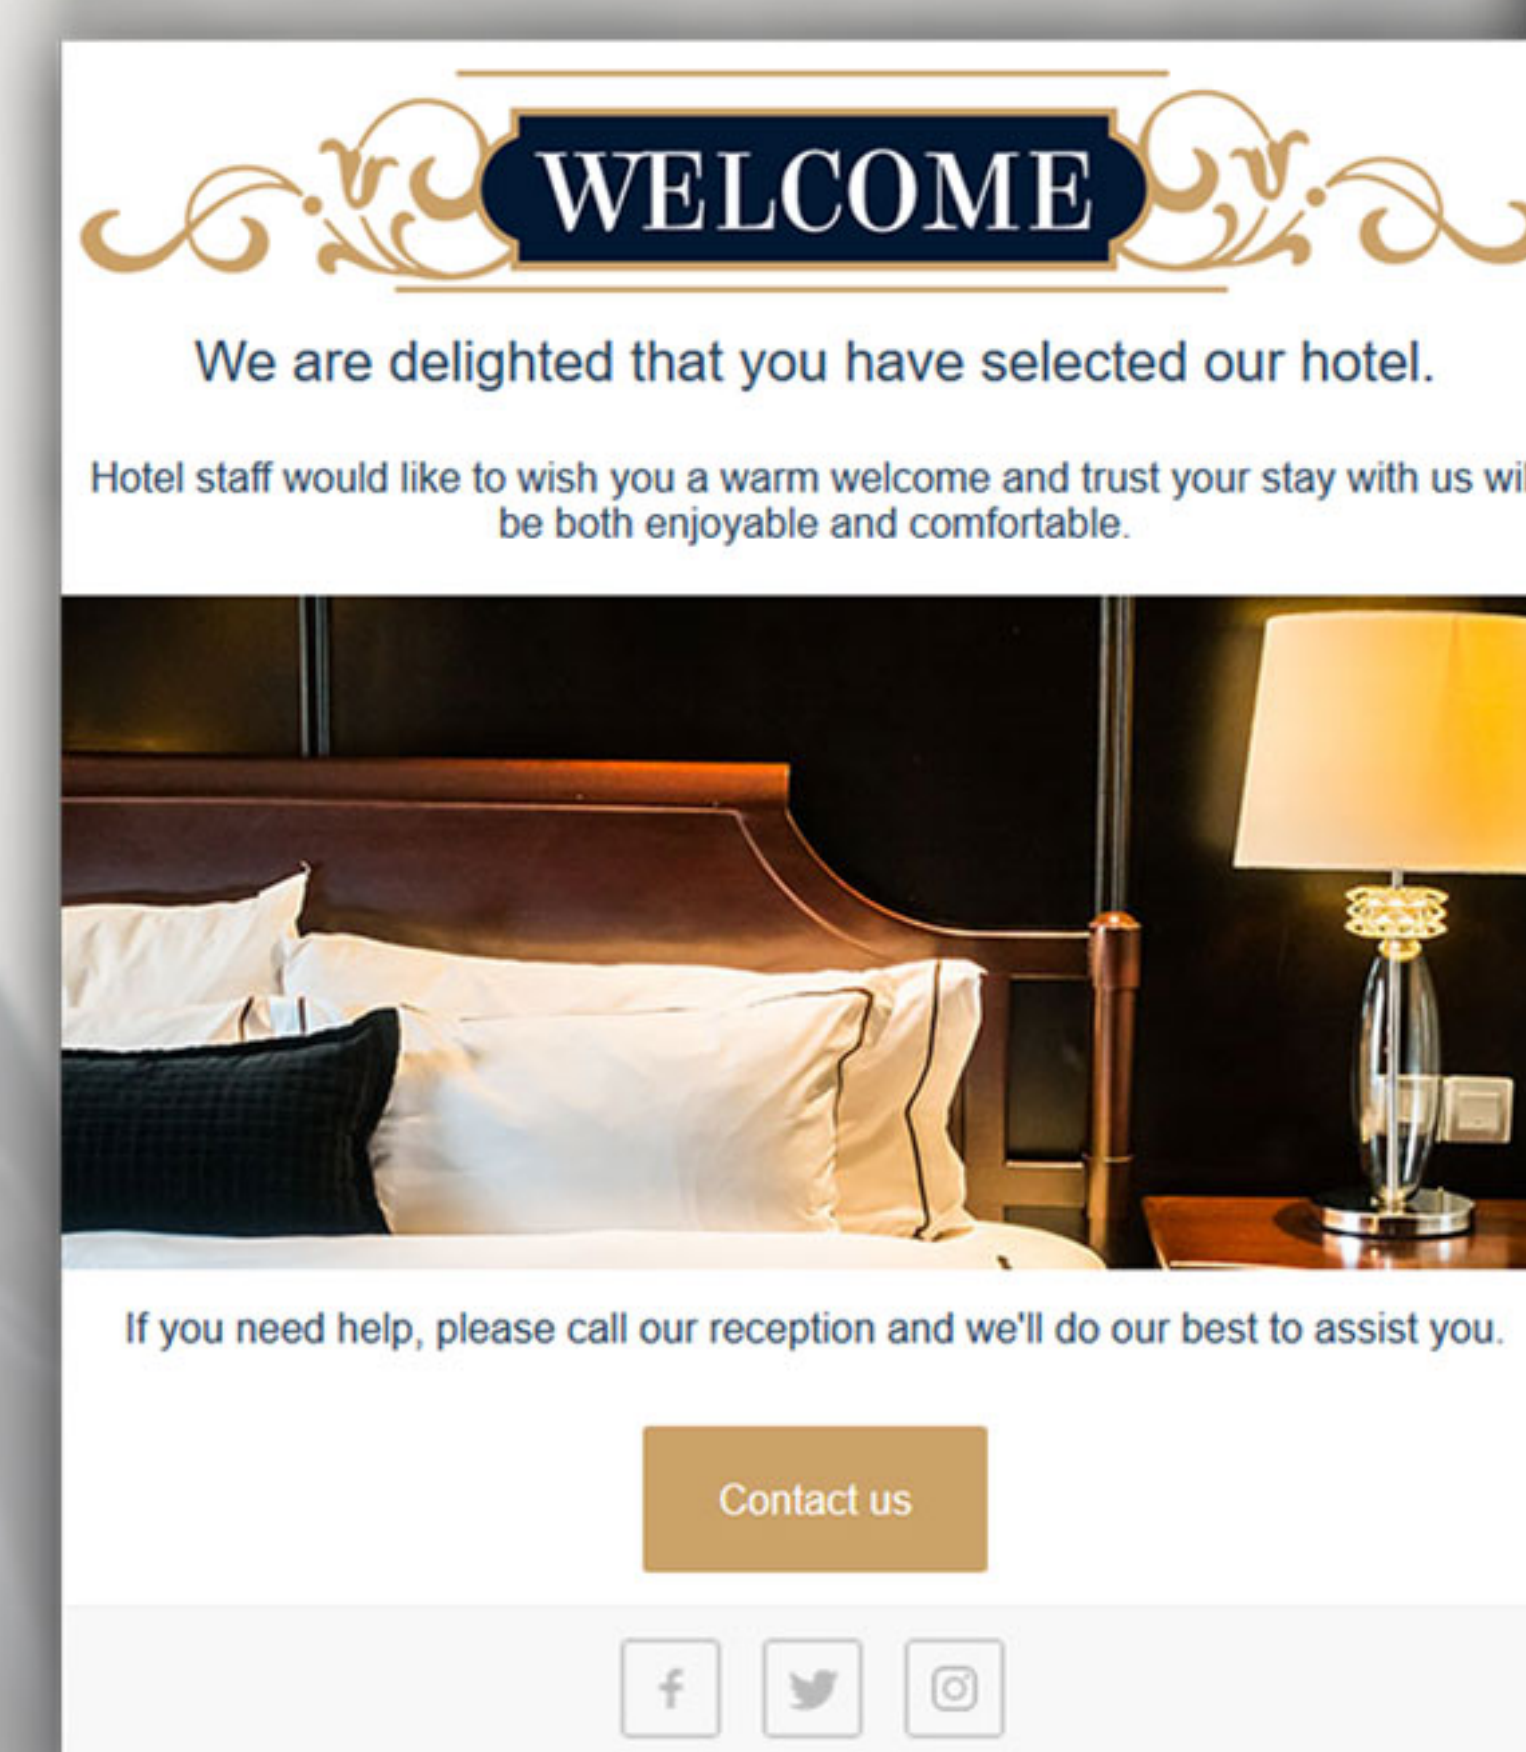 WELCOME
We are delighted that you have selected our hotel.
Hotel staff would like to wish you a warm welcome and trust your stay with us
be both enjoyable and comfortable.
If you need help, please call our reception and we'll do our best to assist you.
Contact us